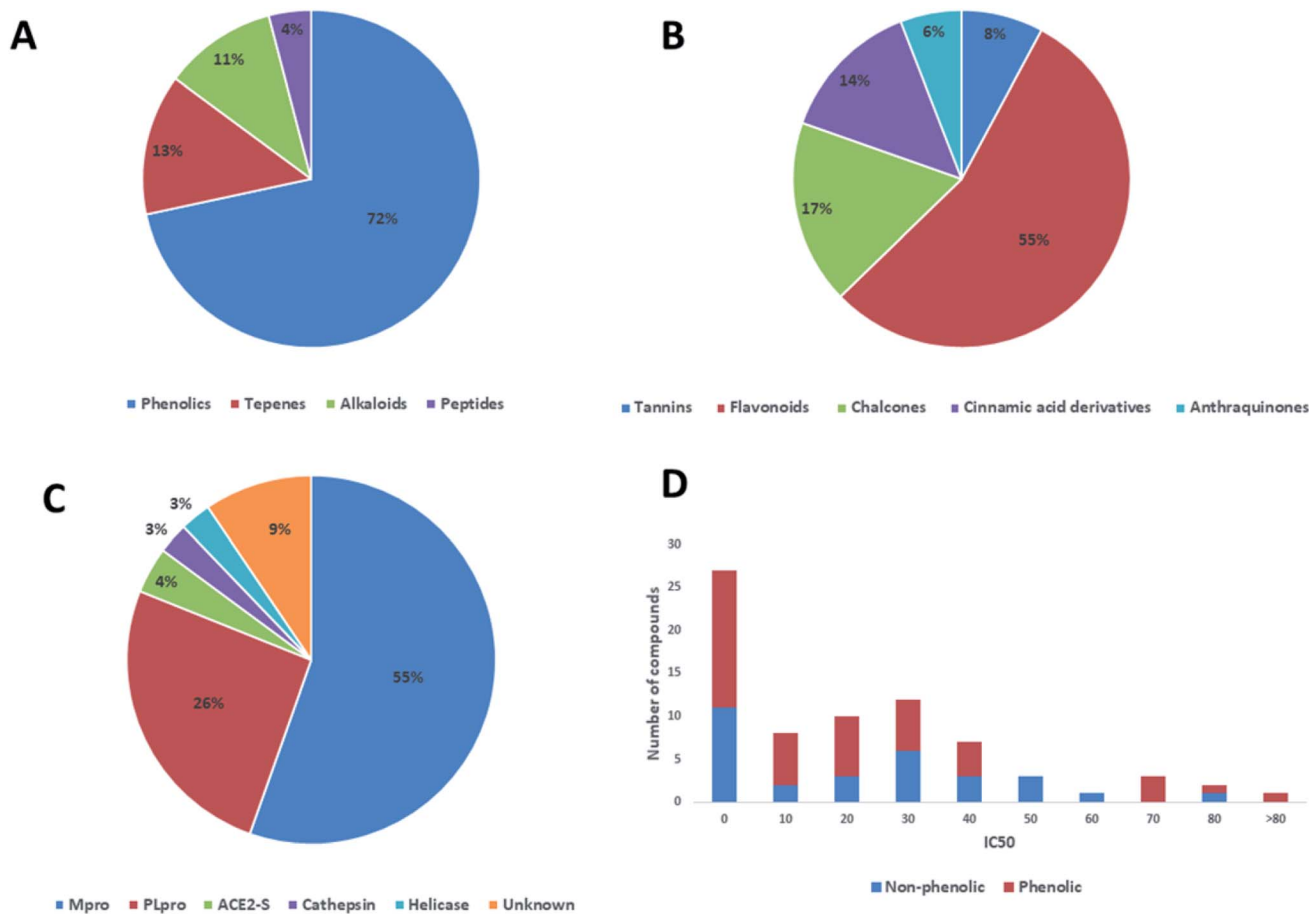 A
4%
11%
13%
72%
Phenolics Tepenes Alkaloids Peptides
B
6%
8%
14%
17%
55%
Tannins Flavonoids Chalcones Cinnamic acid derivatives Anthraquinones
C
3%
3%
4%
9%
26%
55%
Mpro PLpro ACE2-S Cathepsin Helicase Unknown
D
Number of compounds
30
25
20
15
10
5
0
0 10 20 30 40 50 60 70 80 >80
IC50
Non-phenolic Phenolic